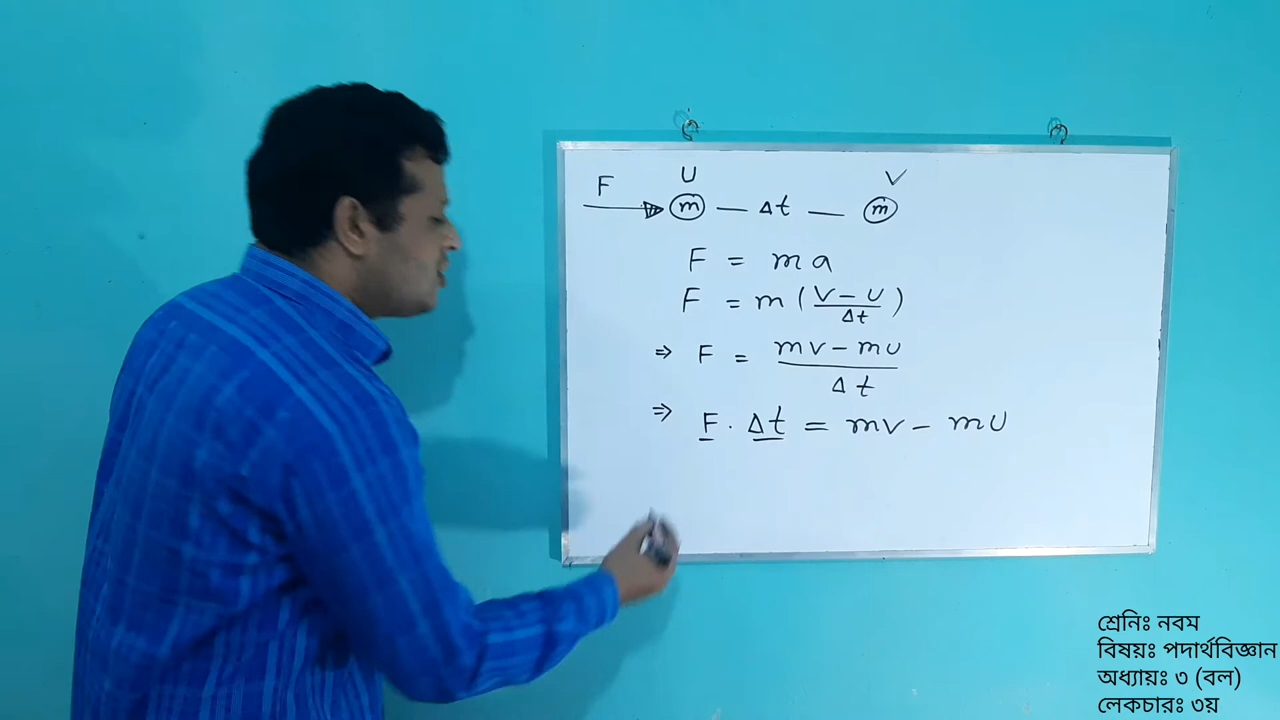 F U V
m — Δt — m
F = ma
F = m(V-U/Δt)
⇒ F = mv-mu/Δt
⇒ F . Δt = mv - mu
শ্রেনিঃ নবম
বিষয়ঃ পদার্থবিজ্ঞান
অধ্যায়ঃ ৩ (বল)
লেকচারঃ ৩য়